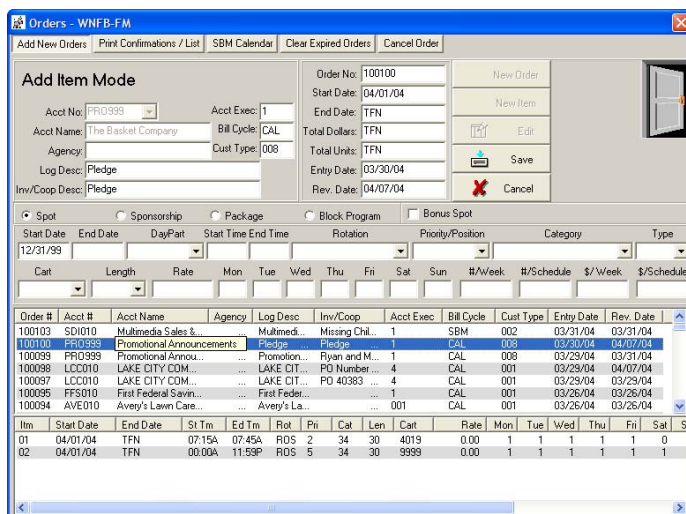 Orders - WNFB-FM
Add New Orders Print Confirmations / List SBM Calendar Clear Expired Orders Cancel Order
Add Item Mode
Acct No: PRO999 Acct Exec: 1
Acct Name: The Basket Company Bill Cycle: CAL
Agency: Cust Type: 008
Log Desc: Pledge
Inv/Coop Desc: Pledge
Order No: 100100
Start Date: 04/01/04
End Date: TFN
Total Dollars: TFN
Total Units: TFN
Entry Date: 03/30/04
Rev. Date: 04/07/04
New Order
New Item
Edit
Save
Cancel
Spot Sponsorship Package Block Program Bonus Spot
Start Date End Date DayPart Start Time End Time Rotation Priority/Position Category Type
12/31/99
Cart Length Rate Mon Tue Wed Thu Fri Sat Sun #/Week #/Schedule $/Week $/Schedule
Order # Acct # Acct Name Agency Log Desc Inv/Coop Acct Exec Bill Cycle Cust Type Entry Date Rev. Date
100103 SDI010 Multimedia Sales &... ... Multimedi... Missing Chil... 1 SBM 002 03/31/04 03/31/04
100100 PRO999 Promotional Announcements Pledge ... Pledge ... 1 CAL 008 03/30/04 04/07/04
100099 PRO999 Promotional Annou... ... Promotion... Ryan and M... 1 CAL 008 03/29/04 03/31/04
100098 LCC010 LAKE CITY COM... ... LAKE CIT... PO Number ... 4 CAL 001 03/29/04 03/29/04
100097 LCC010 LAKE CITY COM... ... LAKE CIT... PO 40383 ... 4 CAL 001 03/29/04 03/29/04
100095 FFS010 First Federal Savin... ... First Feder... ... 1 CAL 001 03/26/04 03/26/04
100094 AVE010 Avery's Lawn Care... ... Avery's La... ... 001 CAL 001 03/26/04 03/26/04
Itm Start Date End Date St Tm Ed Tm Rot Pri Cat Len Cart Rate Mon Tue Wed Thu Fri Sat S
01 04/01/04 TFN 07:15A 07:45A ROS 2 34 30 4019 0.00 1 1 1 1 1 0
02 04/01/04 TFN 00:00A 11:59P ROS 5 34 30 9999 0.00 1 1 1 1 1 1